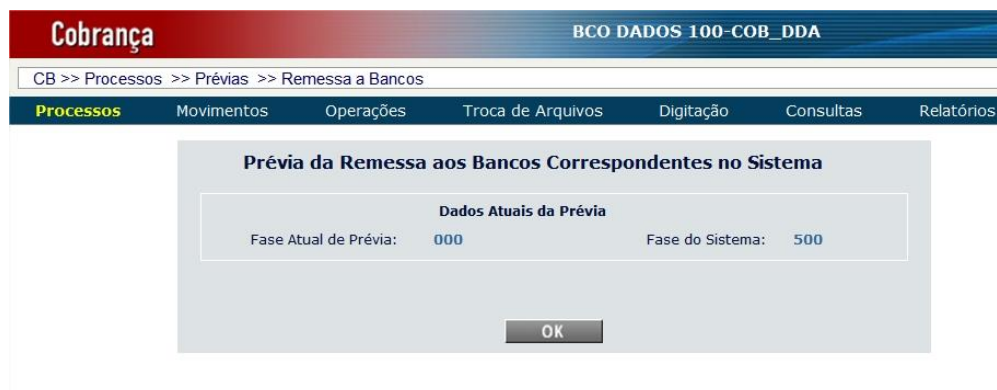 Cobrança
BCO DADOS 100-COB_DDA
CB >> Processos >> Prévias >> Remessa a Bancos
Processos Movimentos Operações Troca de Arquivos Digitação Consultas Relatórios
Prévia da Remessa aos Bancos Correspondentes no Sistema
Dados Atuais da Prévia
Fase Atual de Prévia: 000 Fase do Sistema: 500
OK